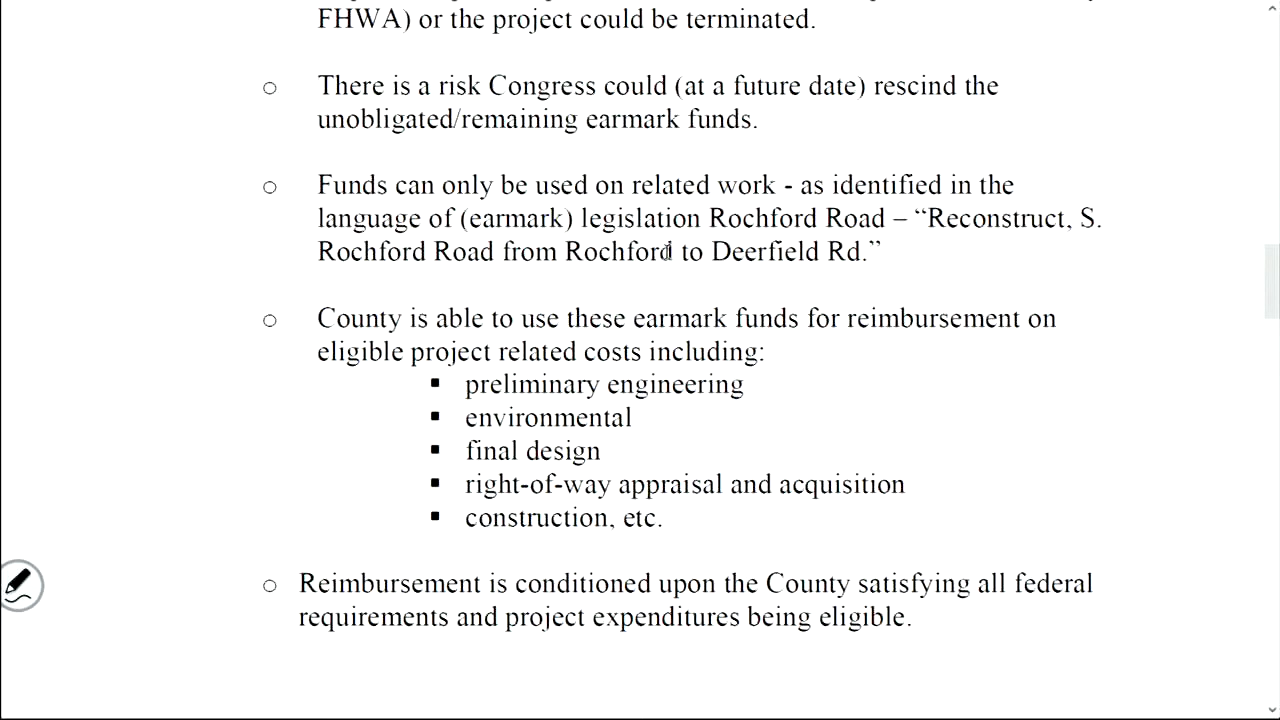 FHWA) or the project could be terminated.
○ There is a risk Congress could (at a future date) rescind the
unobligated/remaining earmark funds.
○ Funds can only be used on related work - as identified in the
language of (earmark) legislation Rochford Road – “Reconstruct, S.
Rochford Road from Rochford to Deerfield Rd.”
○ County is able to use these earmark funds for reimbursement on
eligible project related costs including:
▪ preliminary engineering
▪ environmental
▪ final design
▪ right-of-way appraisal and acquisition
▪ construction, etc.
○ Reimbursement is conditioned upon the County satisfying all federal
requirements and project expenditures being eligible.